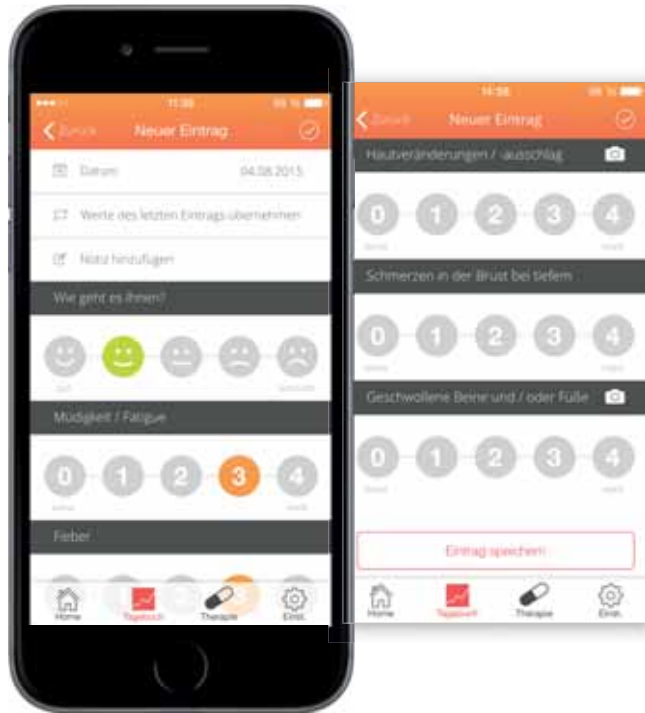 11:38
Zurück Neuer Eintrag
Datum 04.08.2015
Werte des letzten Eintrags übernehmen
Notiz hinzufügen
Wie geht es Ihnen?
gut schlecht
Müdigkeit / Fatigue
0 1 2 3 4
Fieber
Home Tagebuch Therapie Einst.
Zurück Neuer Eintrag
Hautveränderungen / -ausschlag
0 1 2 3 4
Schmerzen in der Brust bei tiefem
0 1 2 3 4
Geschwollene Beine und / oder Füße
0 1 2 3 4
Eintrag speichern
Home Tagebuch Therapie Einst.